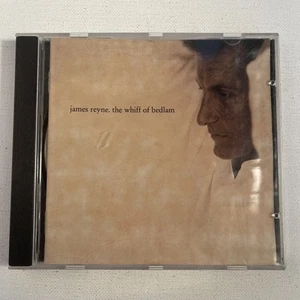 james reyne. the whiff of bedlam